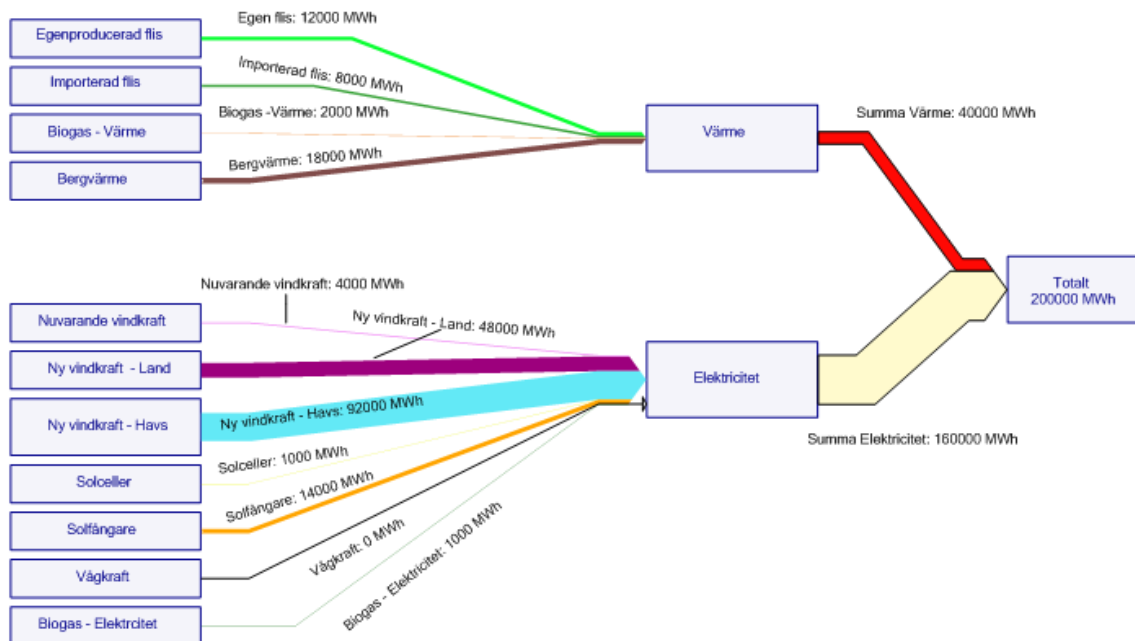 Egen flis: 12000 MWh
Egenproducerad flis
Importerad flis: 8000 MWh
Importerad flis
Biogas -Värme: 2000 MWh
Biogas - Värme
Bergvärme: 18000 MWh
Bergvärme
Värme
Summa Värme: 40000 MWh
Totalt
200000 MWh
Nuvarande vindkraft: 4000 MWh
Nuvarande vindkraft
Ny vindkraft - Land: 48000 MWh
Ny vindkraft - Land
Ny vindkraft - Havs: 92000 MWh
Ny vindkraft - Havs
Elektricitet
Summa Elektricitet: 160000 MWh
Solceller: 1000 MWh
Solceller
Solfångare: 14000 MWh
Solfångare
Vågkraft: 0 MWh
Vågkraft
Biogas - Elektricitet: 1000 MWh
Biogas - Elektrcitet